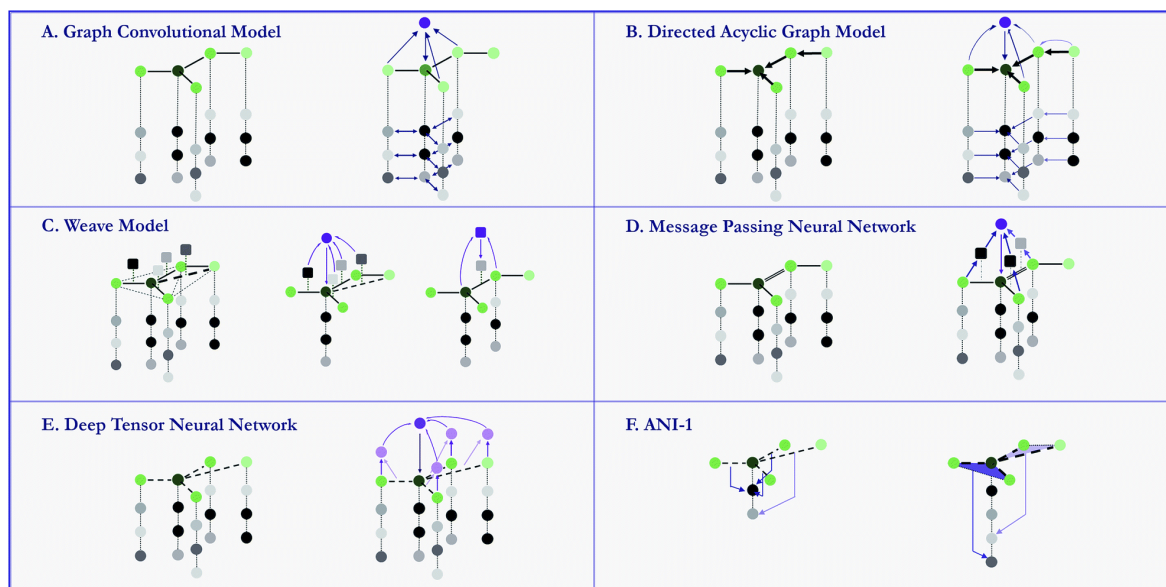 A. Graph Convolutional Model
B. Directed Acyclic Graph Model
C. Weave Model
D. Message Passing Neural Network
E. Deep Tensor Neural Network
F. ANI-1